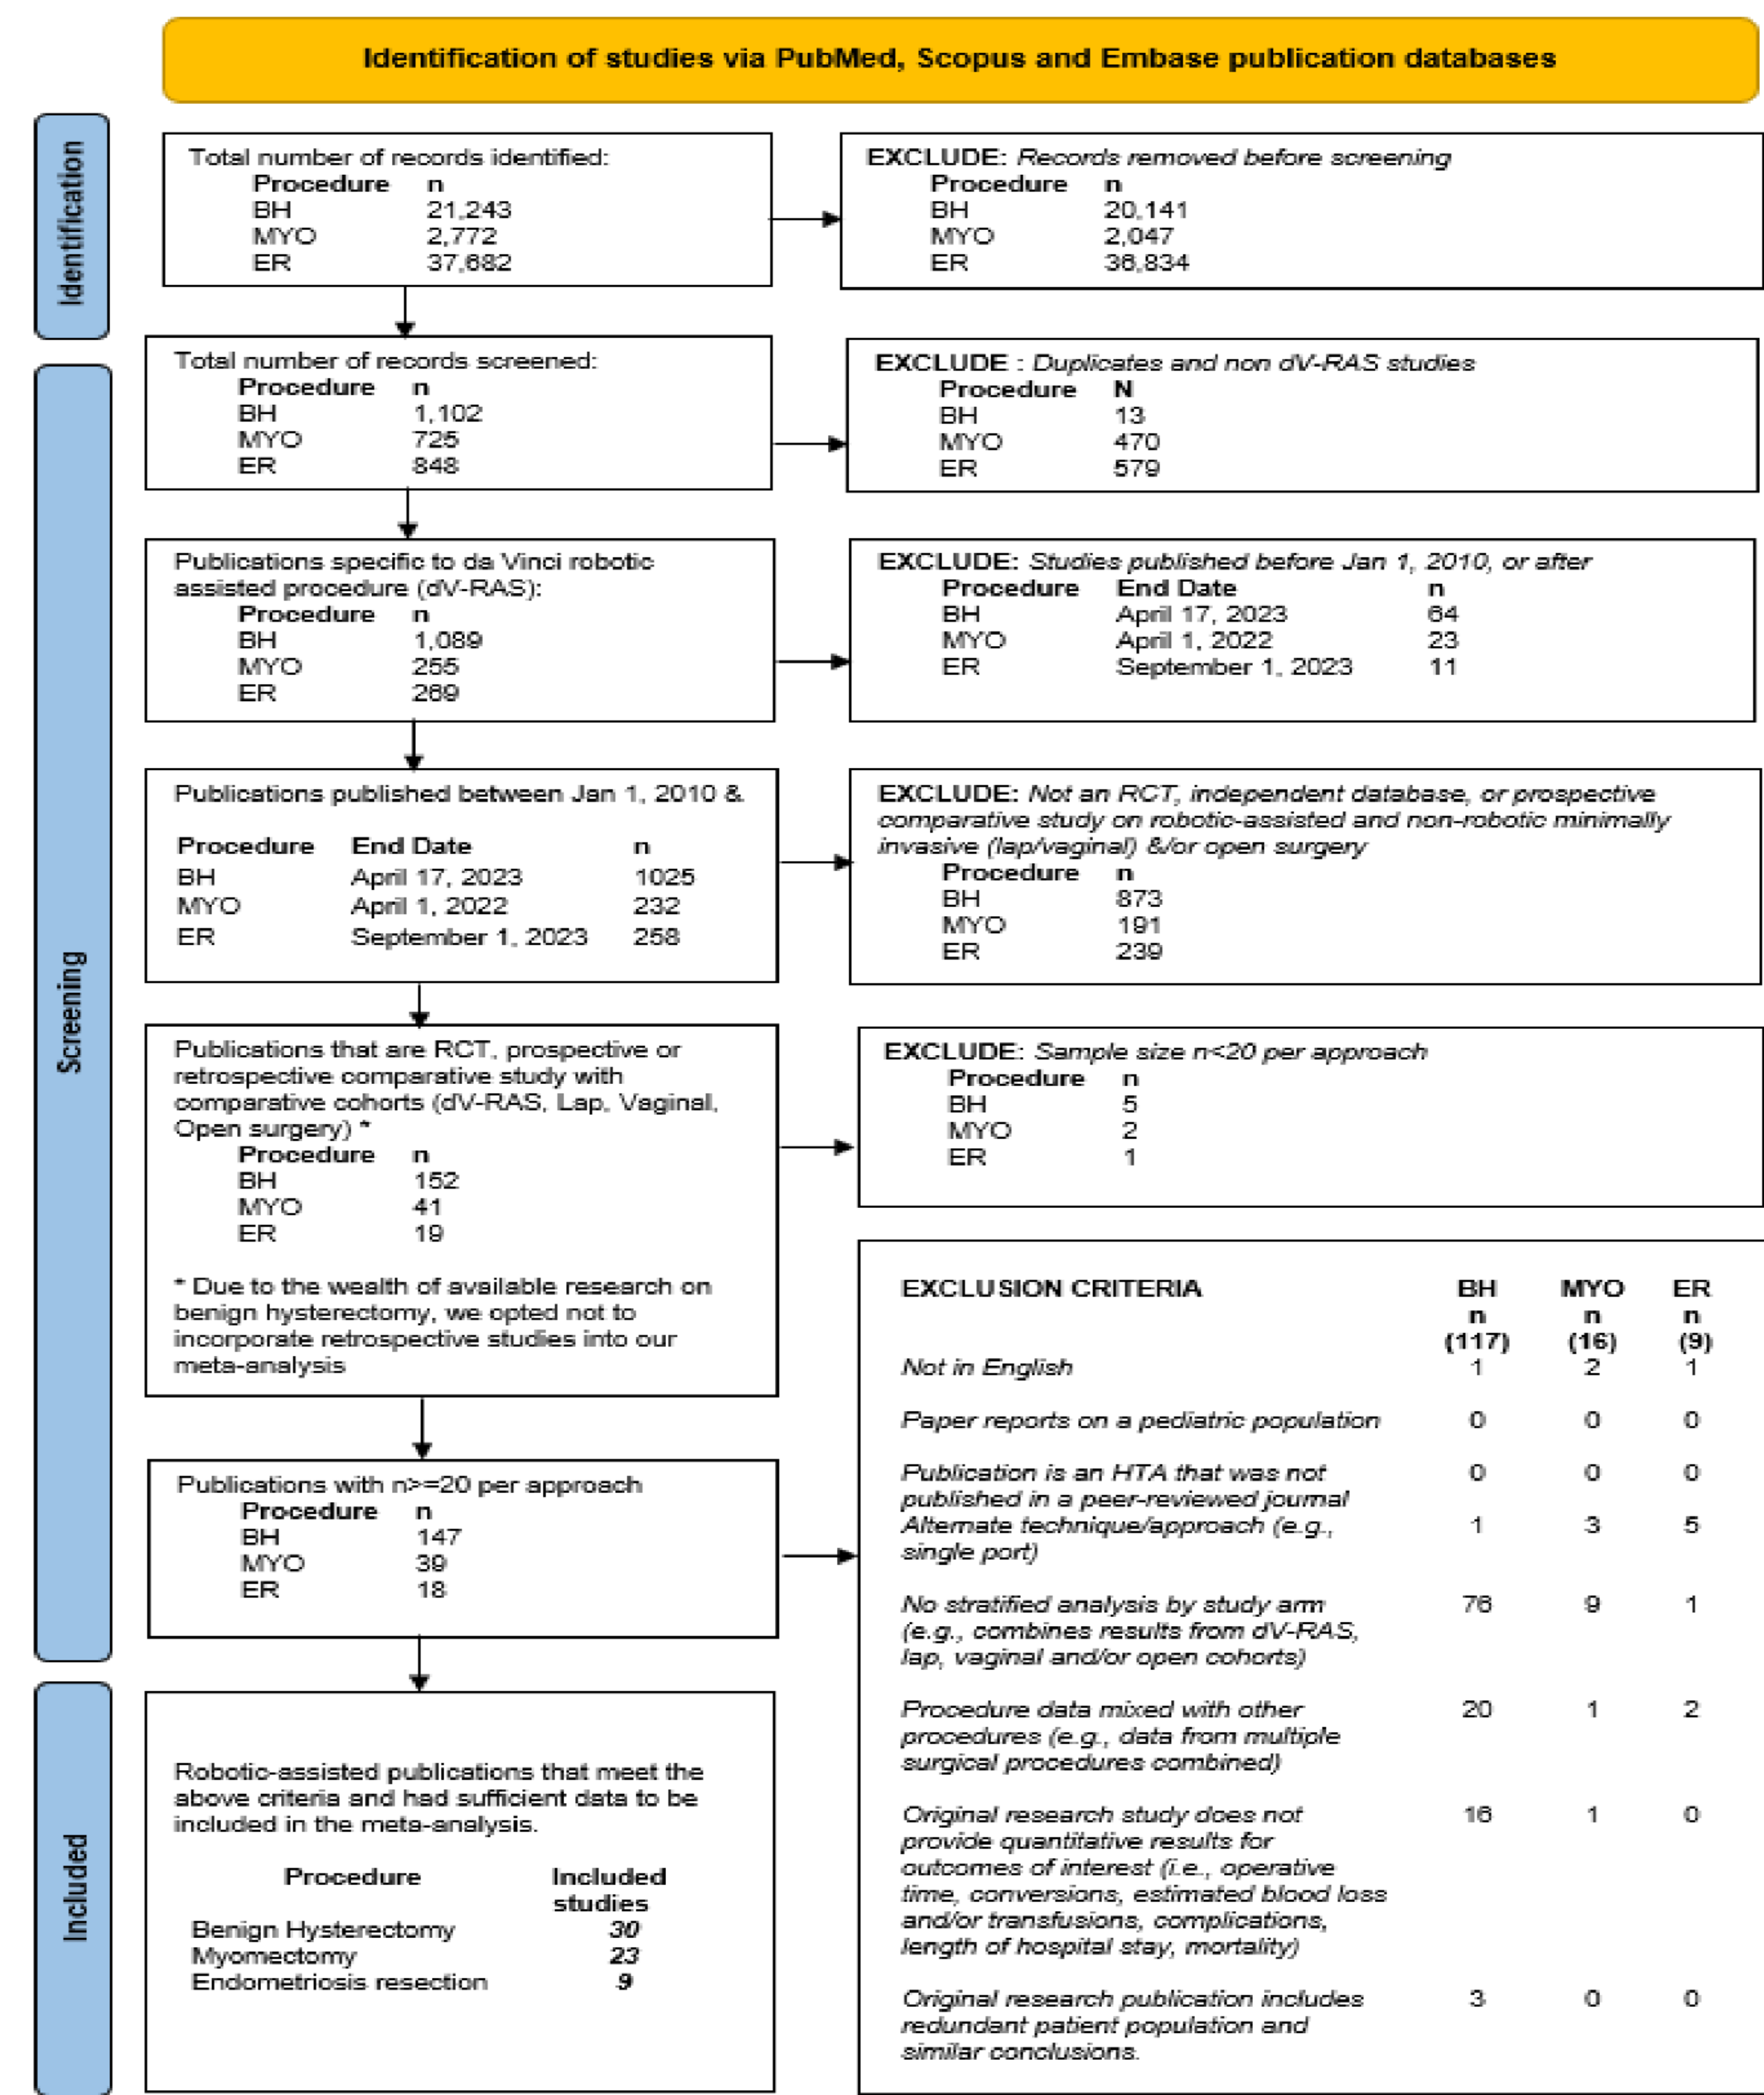 Identification of studies via PubMed, Scopus and Embase publication databases
Identification
Total number of records identified:
Procedure n
BH 21,243
MYO 2,772
ER 37,682
EXCLUDE: Records removed before screening
Procedure n
BH 20,141
MYO 2,047
ER 36,834
Screening
Total number of records screened:
Procedure n
BH 1,102
MYO 725
ER 848
EXCLUDE : Duplicates and non dV-RAS studies
Procedure N
BH 13
MYO 470
ER 579
Publications specific to da Vinci robotic
assisted procedure (dV-RAS):
Procedure n
BH 1,089
MYO 255
ER 269
EXCLUDE: Studies published before Jan 1, 2010, or after
Procedure End Date n
BH April 17, 2023 64
MYO April 1, 2022 23
ER September 1, 2023 11
Publications published between Jan 1, 2010 &
Procedure End Date n
BH April 17, 2023 1025
MYO April 1, 2022 232
ER September 1, 2023 258
EXCLUDE: Not an RCT, independent database, or prospective
comparative study on robotic-assisted and non-robotic minimally
invasive (lap/vaginal) &/or open surgery
Procedure n
BH 873
MYO 191
ER 239
Publications that are RCT, prospective or
retrospective comparative study with
comparative cohorts (dV-RAS, Lap, Vaginal,
Open surgery) *
Procedure n
BH 152
MYO 41
ER 19
* Due to the wealth of available research on
benign hysterectomy, we opted not to
incorporate retrospective studies into our
meta-analysis
EXCLUDE: Sample size n<20 per approach
Procedure n
BH 5
MYO 2
ER 1
Publications with n>=20 per approach
Procedure n
BH 147
MYO 39
ER 18
EXCLUSION CRITERIA BH MYO ER
n n n
(117) (16) (9)
Not in English 1 2 1
Paper reports on a pediatric population 0 0 0
Publication is an HTA that was not 0 0 0
published in a peer-reviewed journal
Alternate technique/approach (e.g., 1 3 5
single port)
No stratified analysis by study arm 76 9 1
(e.g., combines results from dV-RAS,
lap, vaginal and/or open cohorts)
Procedure data mixed with other 20 1 2
procedures (e.g., data from multiple
surgical procedures combined)
Original research study does not 16 1 0
provide quantitative results for
outcomes of interest (i.e., operative
time, conversions, estimated blood loss
and/or transfusions, complications,
length of hospital stay, mortality)
Original research publication includes 3 0 0
redundant patient population and
similar conclusions.
Included
Robotic-assisted publications that meet the
above criteria and had sufficient data to be
included in the meta-analysis.
Procedure Included
studies
Benign Hysterectomy 30
Myomectomy 23
Endometriosis resection 9